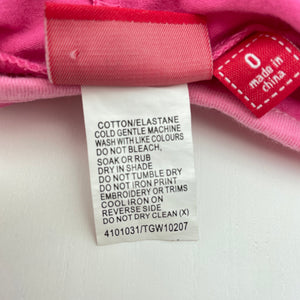 0
made in
china
COTTON/ELASTANE
COLD GENTLE MACHINE
WASH WITH LIKE COLOURS
DO NOT BLEACH,
SOAK OR RUB
DRY IN SHADE
DO NOT TUMBLE DRY
DO NOT IRON PRINT
EMBROIDERY OR TRIMS
COOL IRON ON
REVERSE SIDE
DO NOT DRY CLEAN (X)
4101031/TGW10207